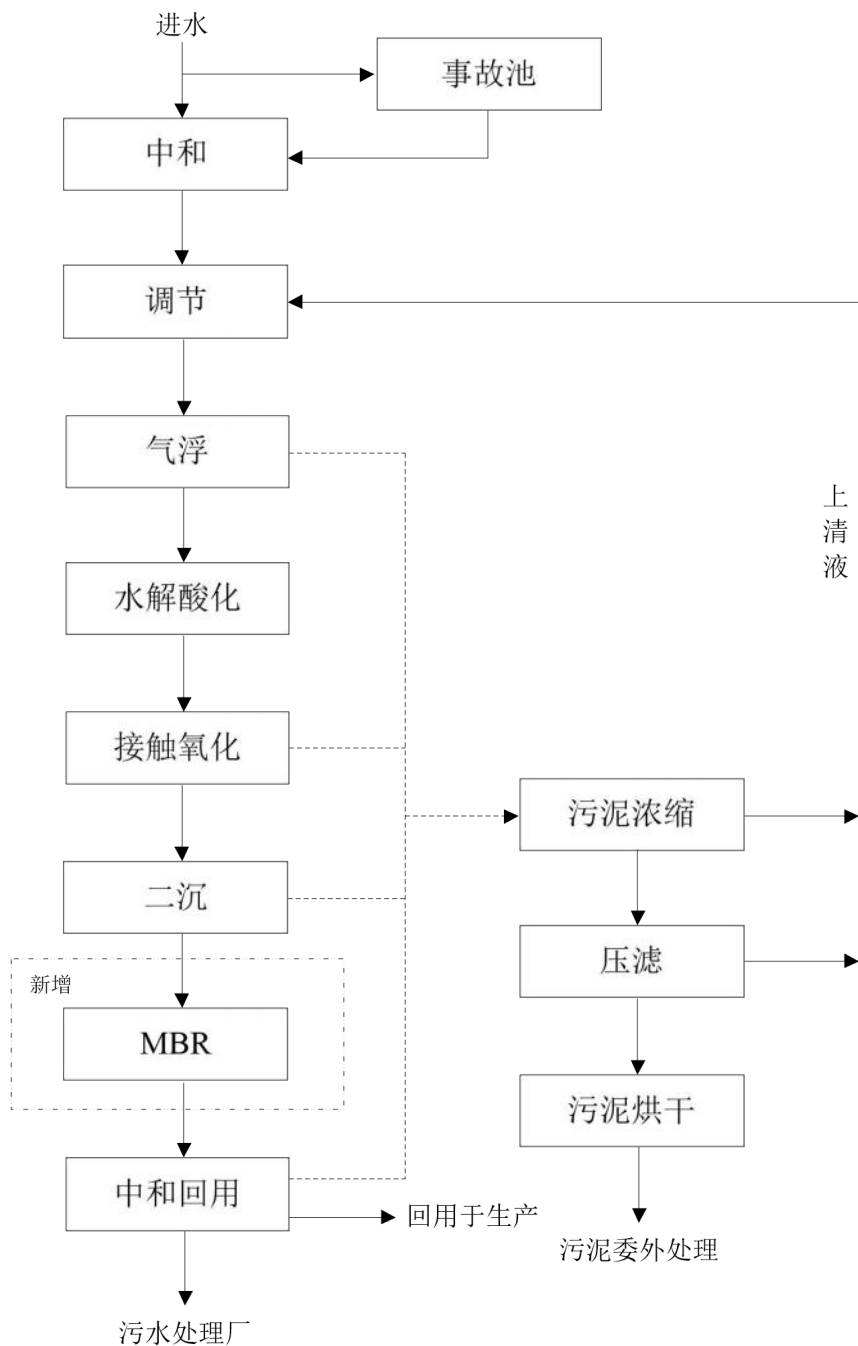 进水
事故池
中和
调节
气浮
上清液
水解酸化
接触氧化
污泥浓缩
二沉
压滤
新增
MBR
污泥烘干
中和回用
回用于生产
污泥委外处理
污水处理厂